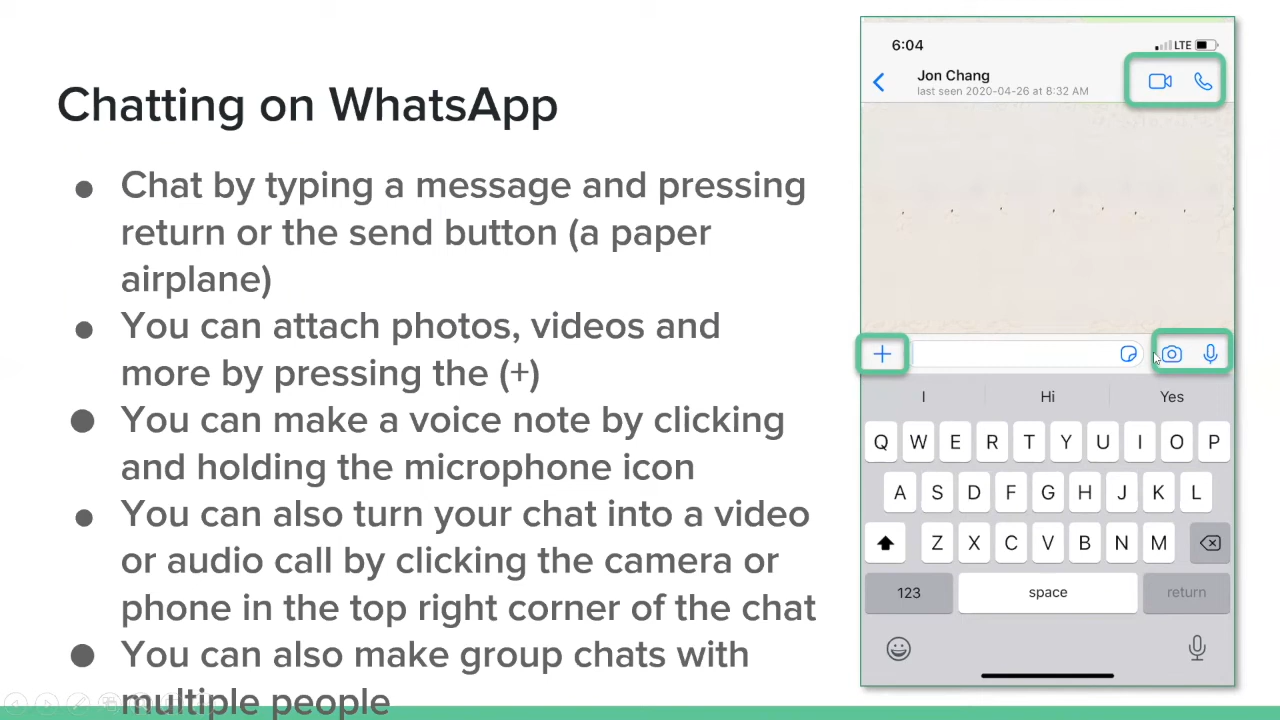 Chatting on WhatsApp
● Chat by typing a message and pressing
return or the send button (a paper
airplane)
● You can attach photos, videos and
more by pressing the (+)
● You can make a voice note by clicking
and holding the microphone icon
● You can also turn your chat into a video
or audio call by clicking the camera or
phone in the top right corner of the chat
● You can also make group chats with
multiple people
6:04 LTE
Jon Chang
last seen 2020-04-26 at 8:32 AM
I Hi Yes
Q W E R T Y U I O P
A S D F G H J K L
Z X C V B N M
123 space return